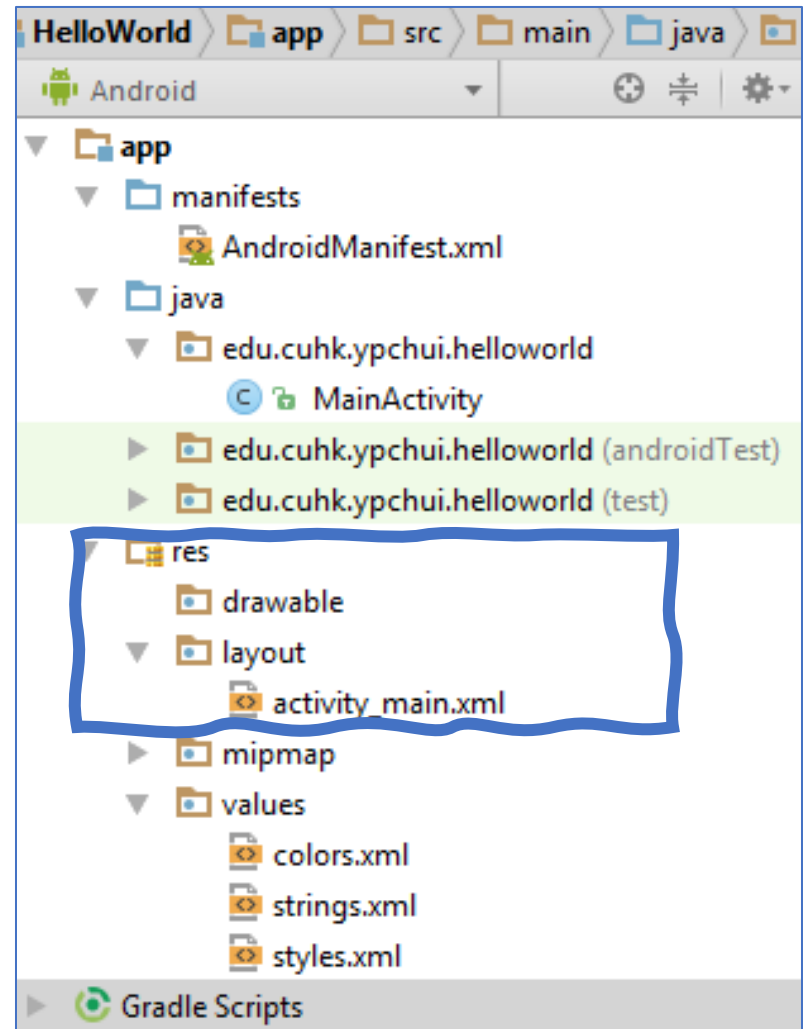 HelloWorld app src main java
Android
app
manifests
AndroidManifest.xml
java
edu.cuhk.ypchui.helloworld
C MainActivity
edu.cuhk.ypchui.helloworld (androidTest)
edu.cuhk.ypchui.helloworld (test)
res
drawable
layout
activity_main.xml
mipmap
values
colors.xml
strings.xml
styles.xml
Gradle Scripts